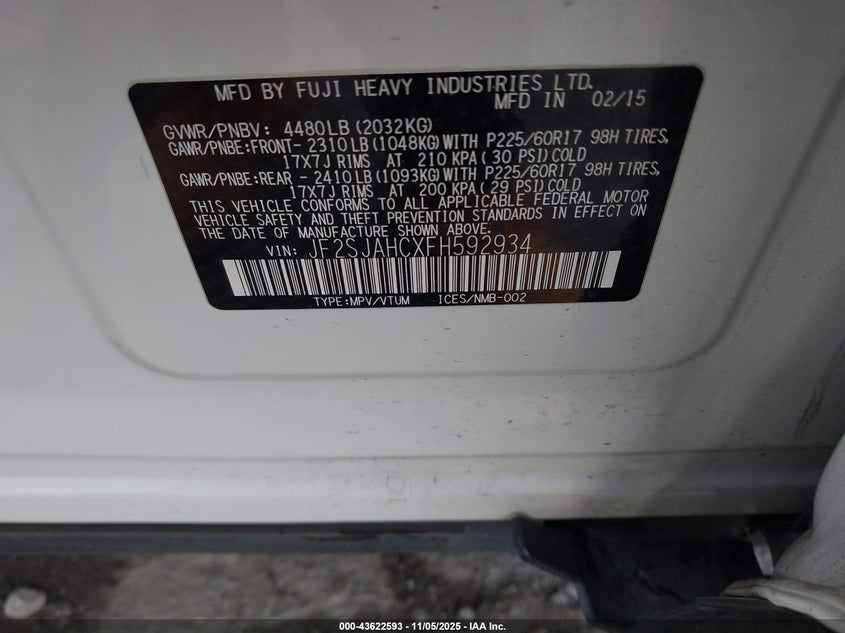 MFD BY FUJI HEAVY INDUSTRIES LTD.
MFD IN 02/15
GVWR/PNBV: 4480LB(2032KG)
GAWR/PNBE:FRONT- 2310LB(1048KG)WITH P225/60R17 98H TIRES,
17X7J RIMS AT 210 KPA(30 PSI)COLD
GAWR/PNBE:REAR - 2410LB(1093KG)WITH P225/60R17 98H TIRES,
17X7J RIMS AT 200 KPA(29 PSI)COLD
THIS VEHICLE CONFORMS TO ALL APPLICABLE FEDERAL MOTOR
VEHICLE SAFETY AND THEFT PREVENTION STANDARDS IN EFFECT ON
THE DATE OF MANUFACTURE SHOWN ABOVE.
VIN: JF2SJAHCXFH592934
TYPE:MPV/VTUM ICES/NMB-002
000-43622593 - 11/05/2025 - IAA Inc.